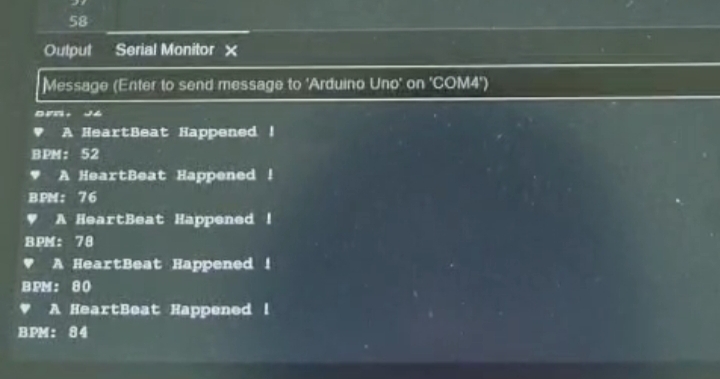 58
Output Serial Monitor ×
Message (Enter to send message to 'Arduino Uno' on 'COM4')
♥ A HeartBeat Happened !
BPM: 52
♥ A HeartBeat Happened !
BPM: 76
♥ A HeartBeat Happened !
BPM: 78
♥ A HeartBeat Happened !
BPM: 80
♥ A HeartBeat Happened !
BPM: 84